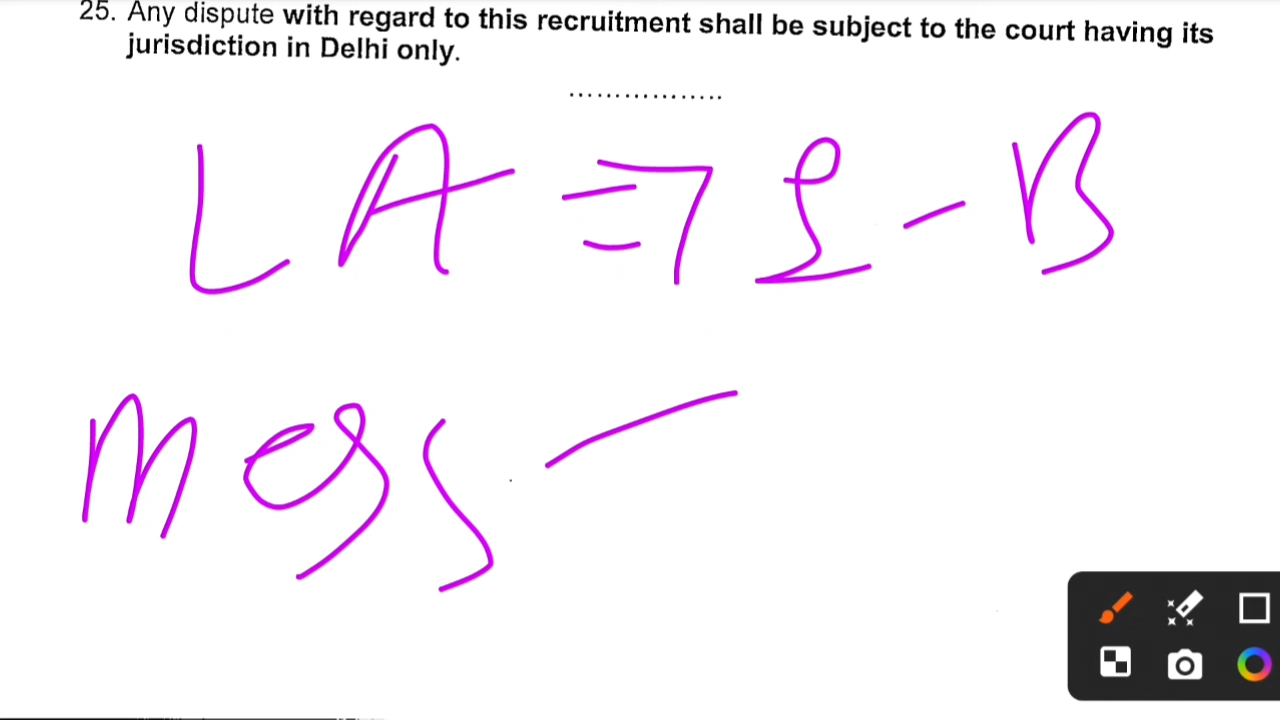 25. Any dispute with regard to this recruitment shall be subject to the court having its
jurisdiction in Delhi only.
.................
LA => - B
Mess -